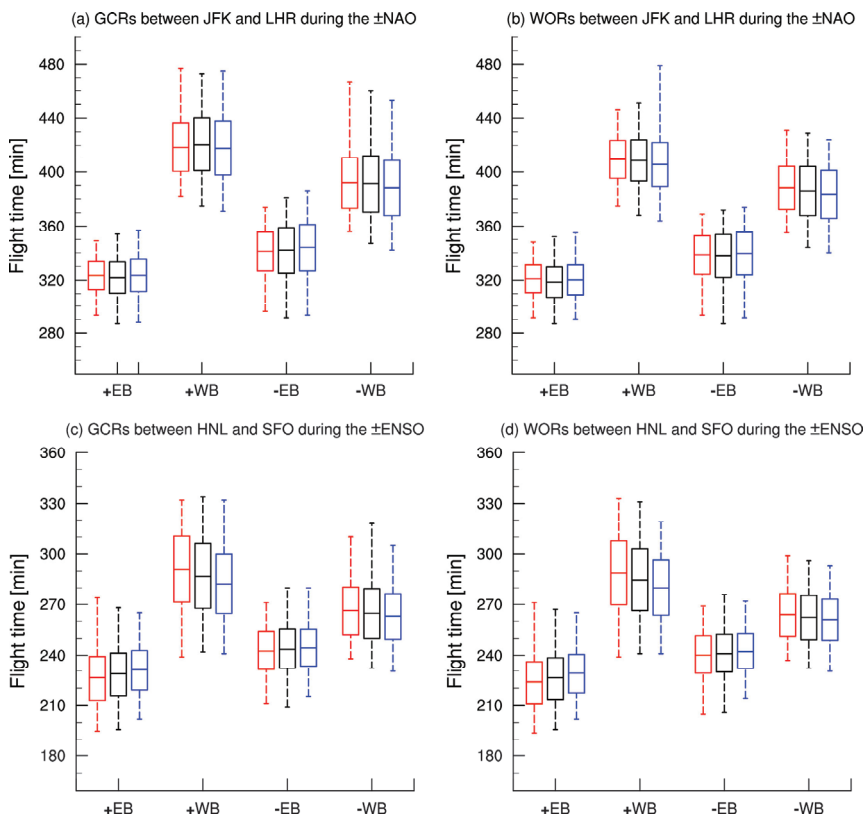 (a) GCRs between JFK and LHR during the ±NAO
Flight time [min]
480
440
400
360
320
280
+EB
+WB
-EB
-WB
(b) WORs between JFK and LHR during the ±NAO
Flight time [min]
480
440
400
360
320
280
+EB
+WB
-EB
-WB
(c) GCRs between HNL and SFO during the ±ENSO
Flight time [min]
360
330
300
270
240
210
180
+EB
+WB
-EB
-WB
(d) WORs between HNL and SFO during the ±ENSO
Flight time [min]
360
330
300
270
240
210
180
+EB
+WB
-EB
-WB